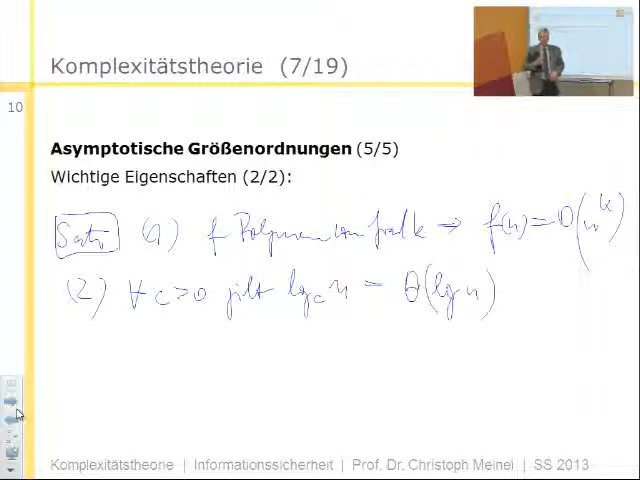 Komplexitätstheorie (7/19)
10
Asymptotische Größenordnungen (5/5)
Wichtige Eigenschaften (2/2):
Satz (1) f Polynom vom Grad k ⇒ f(n) = O(n^k)
(2) ∀ c > 0 gilt log_c n = Θ(log n)
Komplexitätstheorie | Informationssicherheit | Prof. Dr. Christoph Meinel | SS 2013